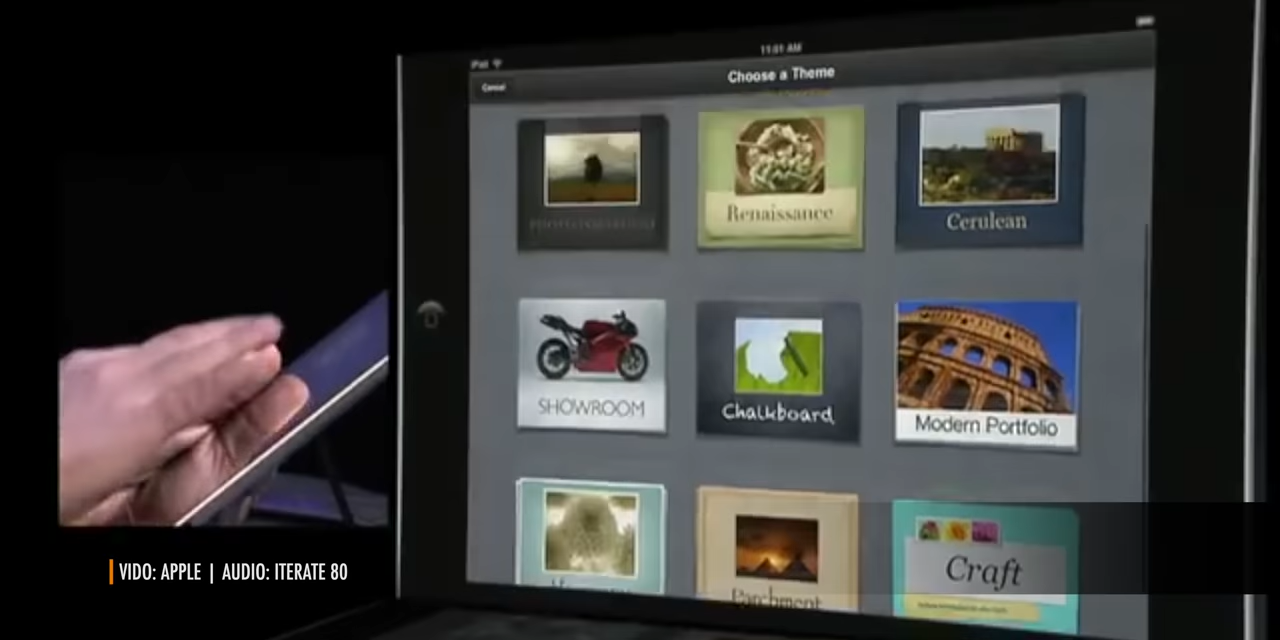 iPad
11:01 AM
Cancel
Choose a Theme
Renaissance
Cerulean
SHOWROOM
Chalkboard
Modern Portfolio
Parchment
Craft
VIDO: APPLE | AUDIO: ITERATE 80